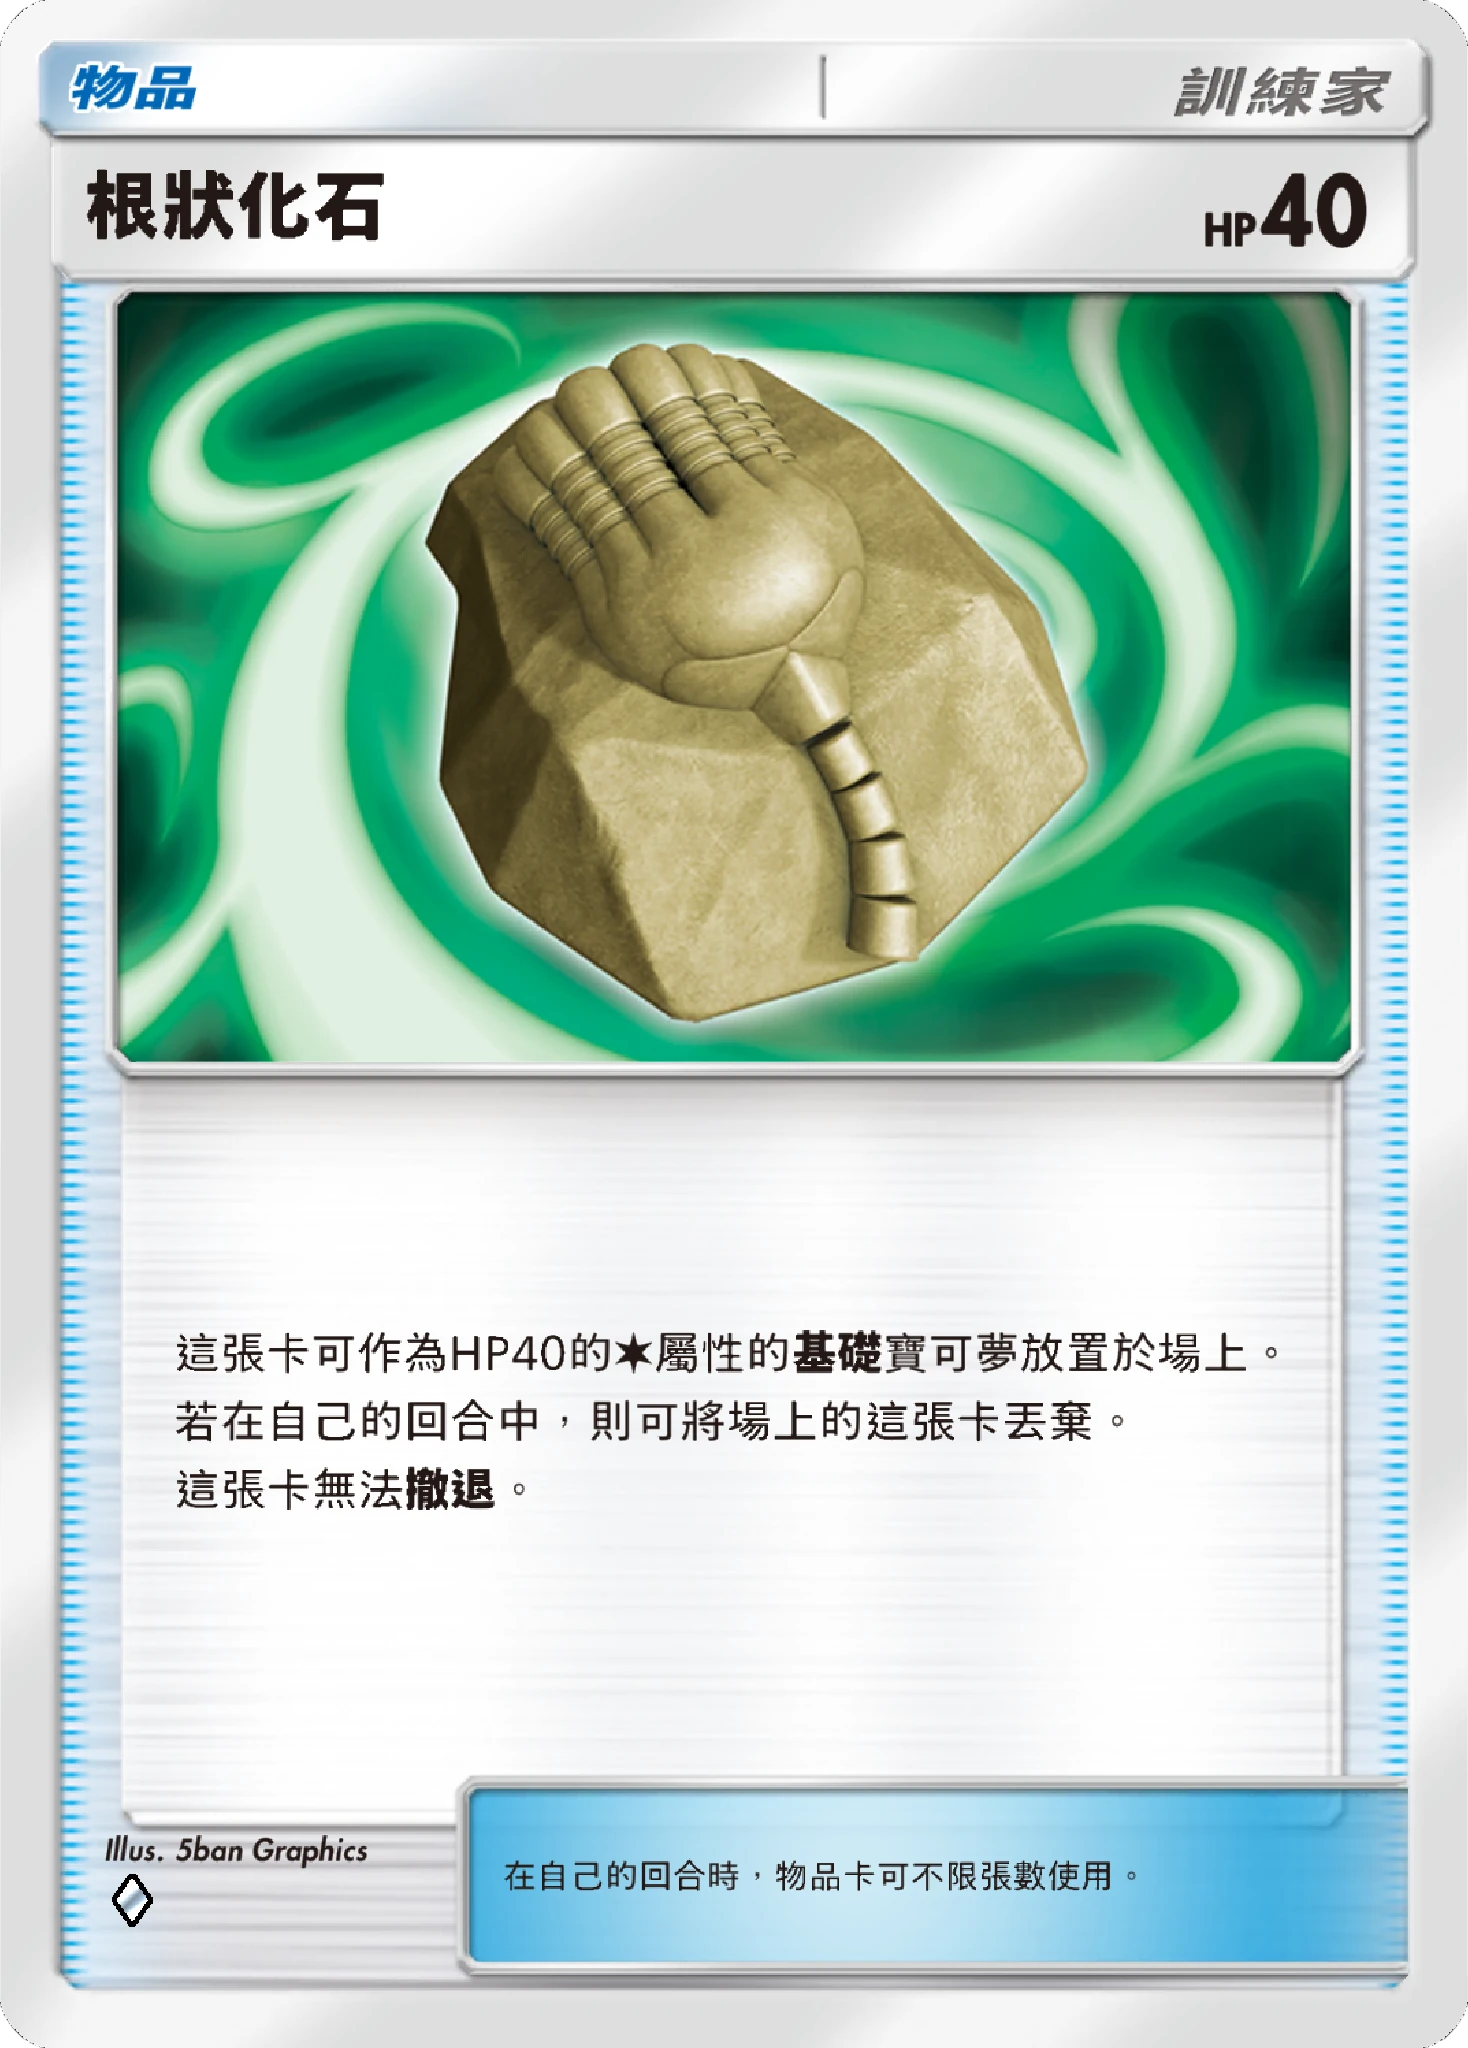 物品 訓練家
根狀化石 HP40
這張卡可作為HP40的✶屬性的基礎寶可夢放置於場上。
若在自己的回合中，則可將場上的這張卡丟棄。
這張卡無法撤退。
Illus. 5ban Graphics
在自己的回合時，物品卡可不限張數使用。